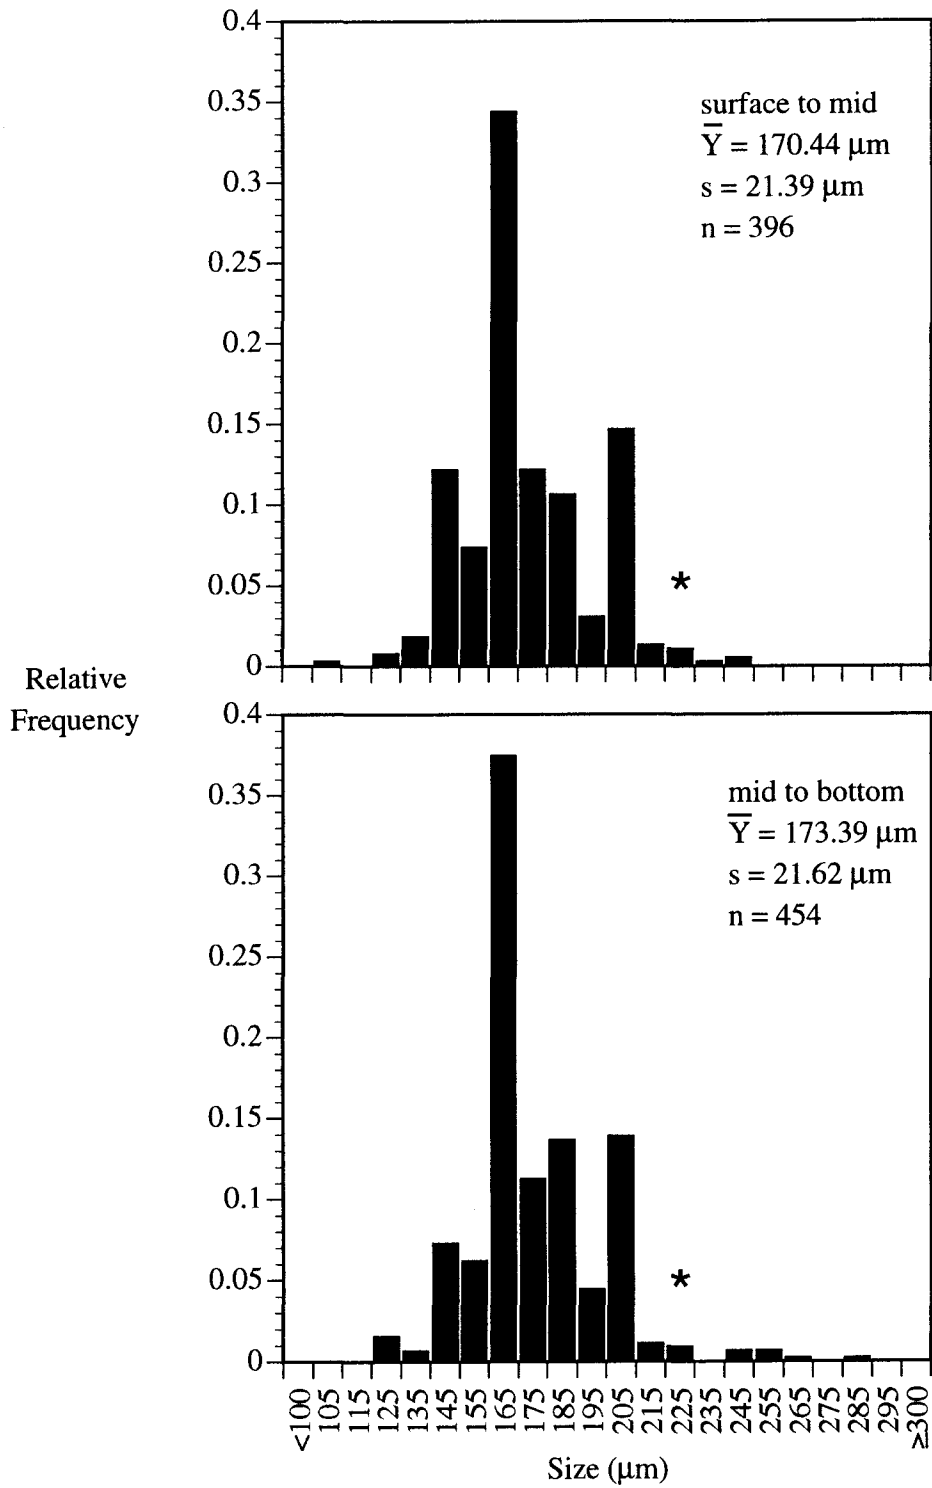 0.4
0.35
0.3
0.25
0.2
0.15
0.1
0.05
0
surface to mid
Y̅ = 170.44 µm
s = 21.39 µm
n = 396
*
Relative
Frequency
0.4
0.35
0.3
0.25
0.2
0.15
0.1
0.05
0
mid to bottom
Y̅ = 173.39 µm
s = 21.62 µm
n = 454
*
<100 105 115 125 135 145 155 165 175 185 195 205 215 225 235 245 255 265 275 285 295 ≥300
Size (µm)